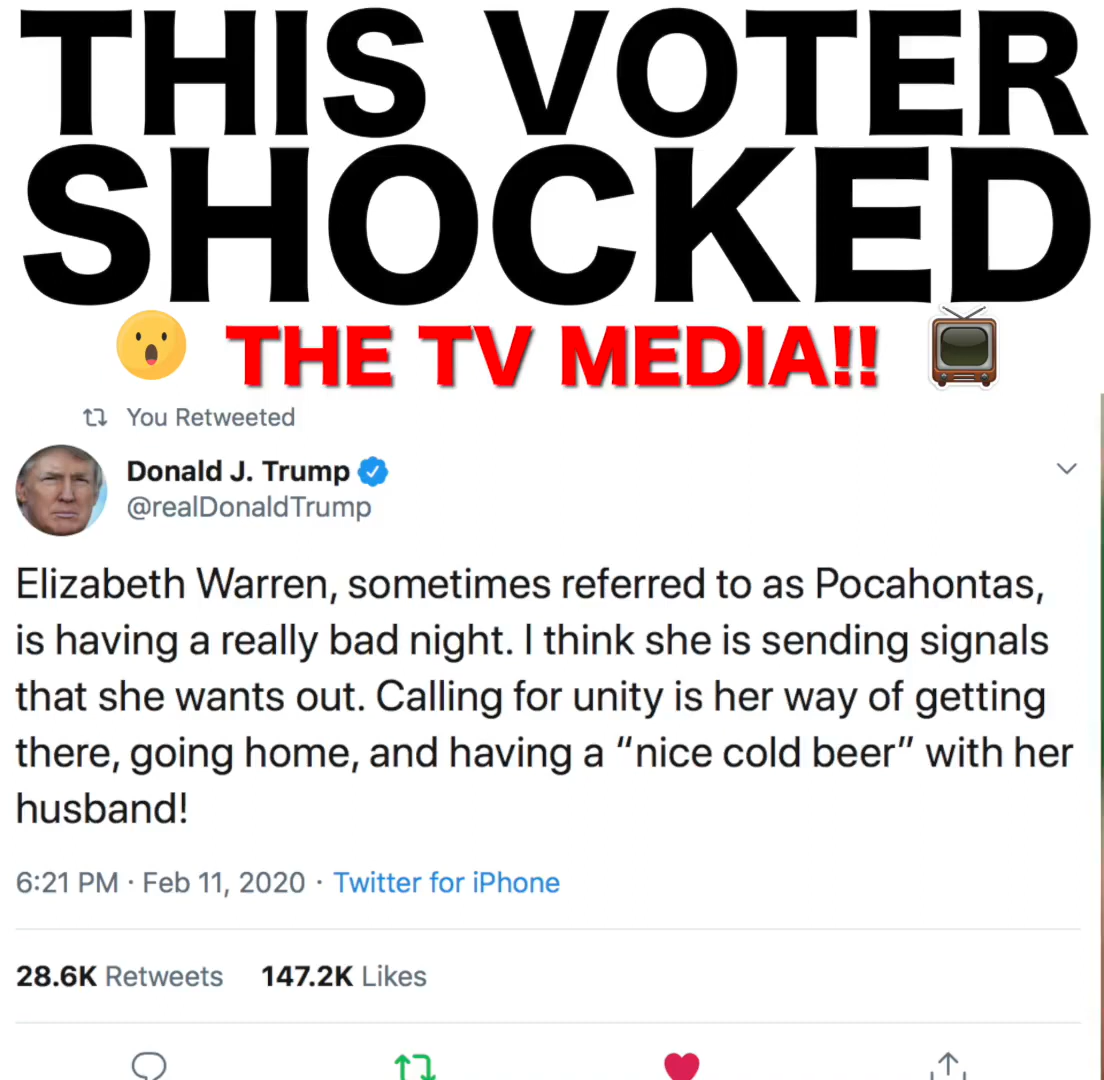 THIS VOTER
SHOCKED
THE TV MEDIA!!
You Retweeted
Donald J. Trump
@realDonaldTrump
Elizabeth Warren, sometimes referred to as Pocahontas,
is having a really bad night. I think she is sending signals
that she wants out. Calling for unity is her way of getting
there, going home, and having a “nice cold beer” with her
husband!
6:21 PM · Feb 11, 2020 · Twitter for iPhone
28.6K Retweets 147.2K Likes